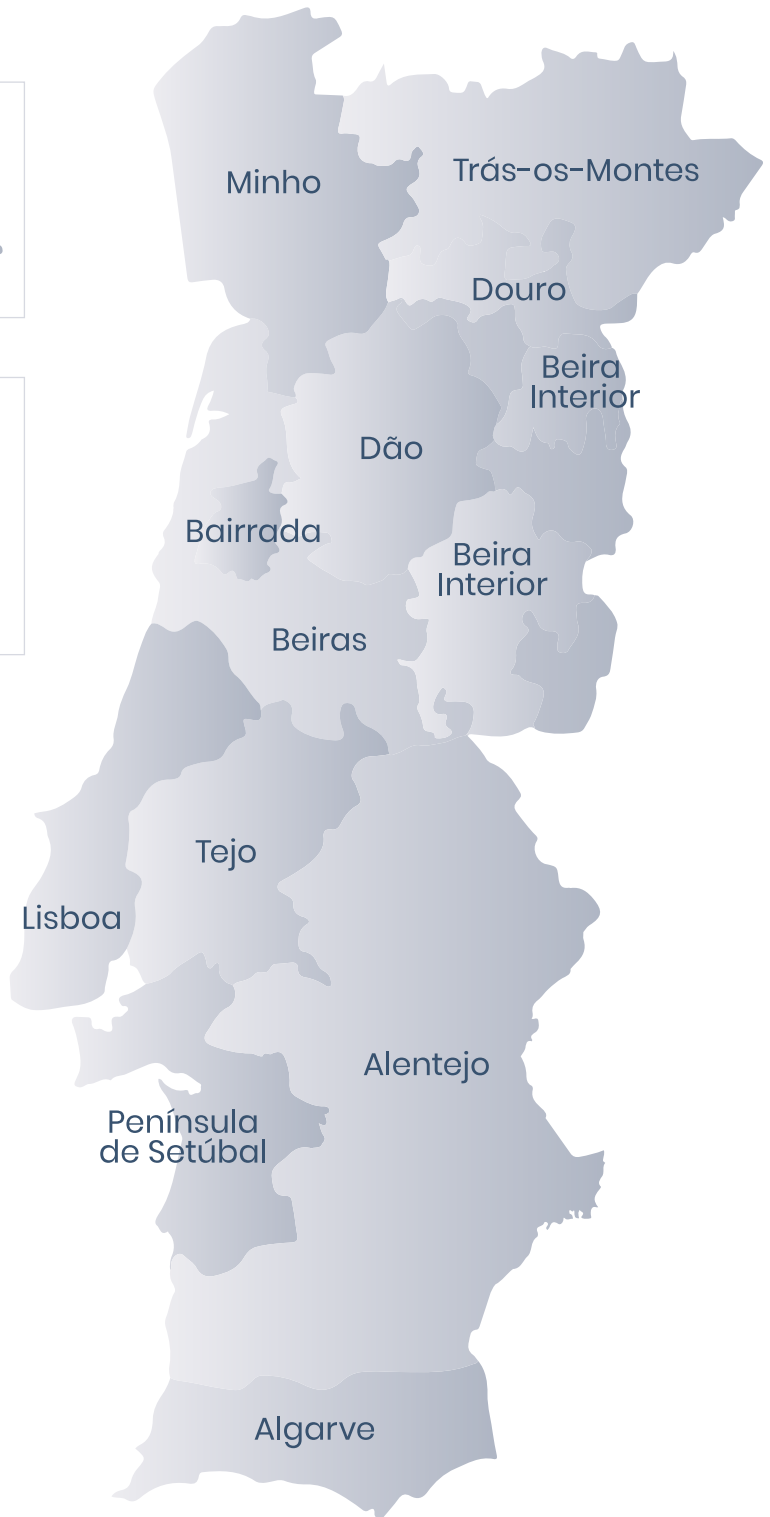 Minho
Trás-os-Montes
Douro
Beira
Interior
Dão
Bairrada
Beira
Interior
Beiras
Tejo
Lisboa
Alentejo
Península
de Setúbal
Algarve